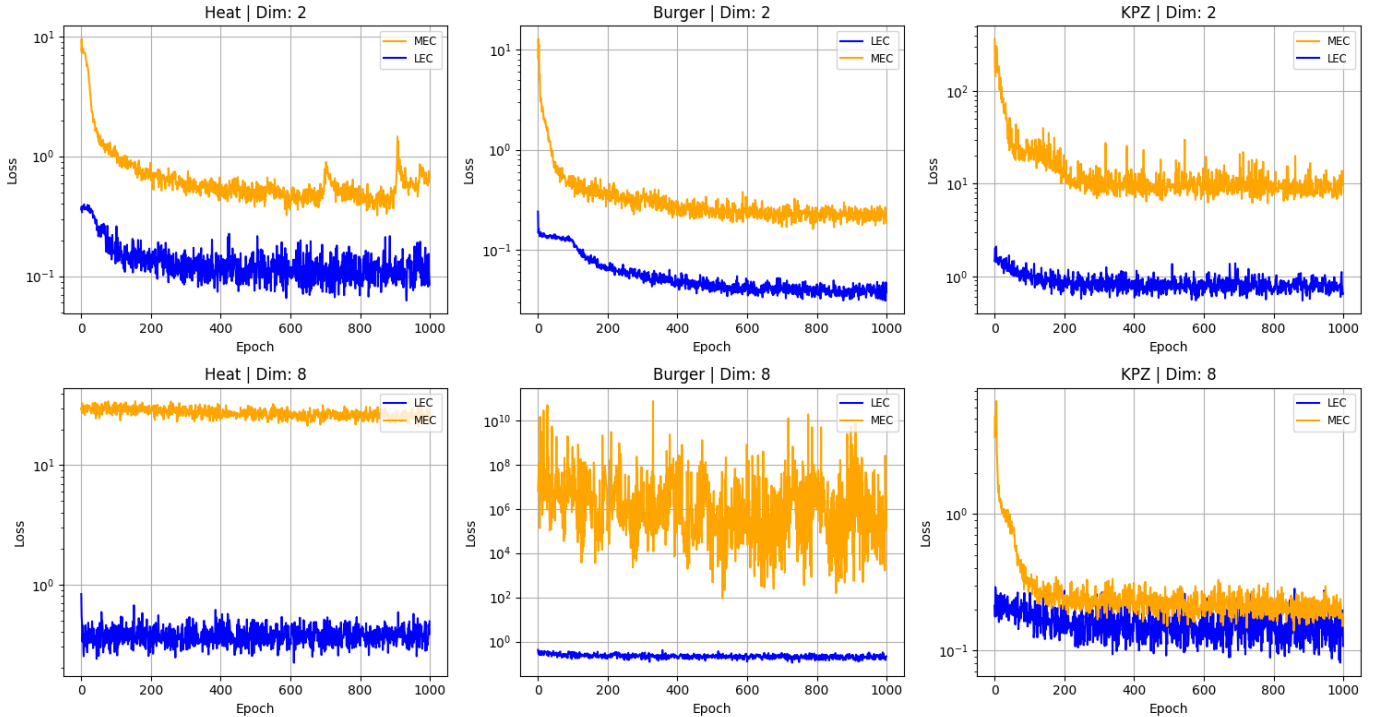 Heat | Dim: 2
10^1
10^0
10^-1
Loss
0
200
400
600
800
1000
Epoch
MEC
LEC
Burger | Dim: 2
10^1
10^0
10^-1
Loss
0
200
400
600
800
1000
Epoch
LEC
MEC
KPZ | Dim: 2
10^2
10^1
10^0
Loss
0
200
400
600
800
1000
Epoch
MEC
LEC
Heat | Dim: 8
10^1
10^0
Loss
0
200
400
600
800
1000
Epoch
LEC
MEC
Burger | Dim: 8
10^10
10^8
10^6
10^4
10^2
10^0
Loss
0
200
400
600
800
1000
Epoch
LEC
MEC
KPZ | Dim: 8
10^0
10^-1
Loss
0
200
400
600
800
1000
Epoch
LEC
MEC